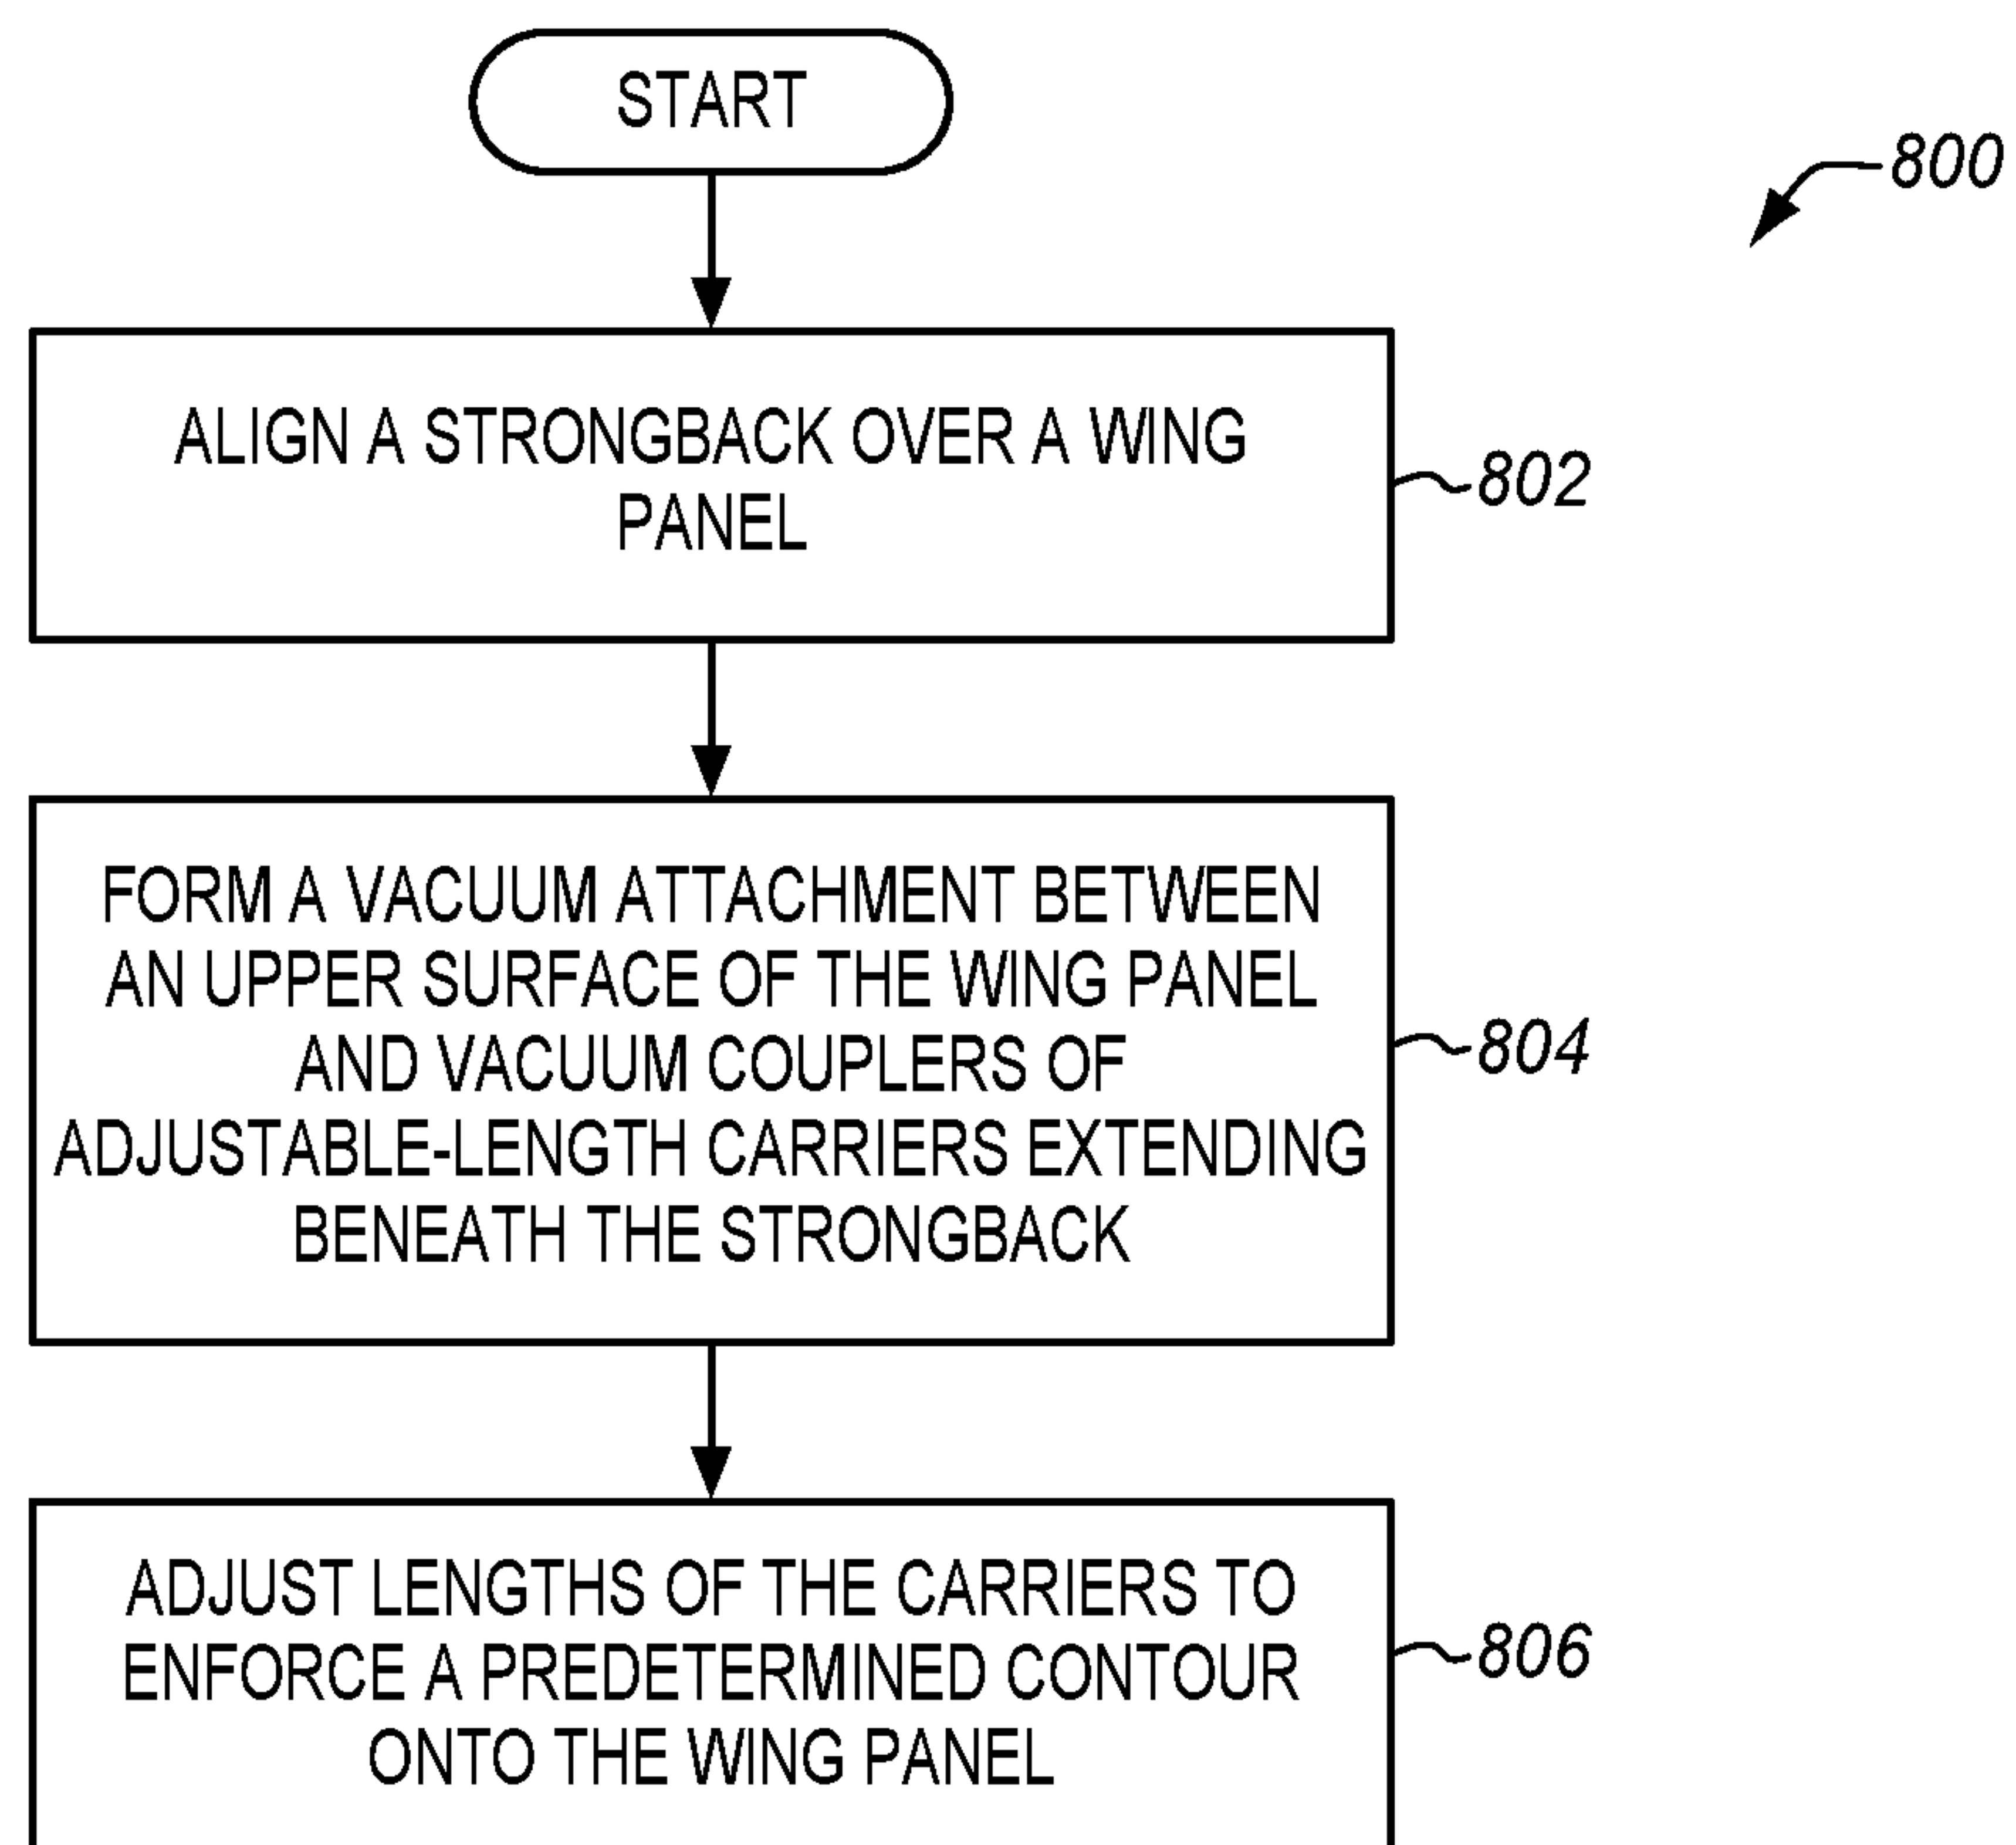 START
800
ALIGN A STRONGBACK OVER A WING
PANEL
802
FORM A VACUUM ATTACHMENT BETWEEN
AN UPPER SURFACE OF THE WING PANEL
AND VACUUM COUPLERS OF
ADJUSTABLE-LENGTH CARRIERS EXTENDING
BENEATH THE STRONGBACK
804
ADJUST LENGTHS OF THE CARRIERS TO
ENFORCE A PREDETERMINED CONTOUR
ONTO THE WING PANEL
806